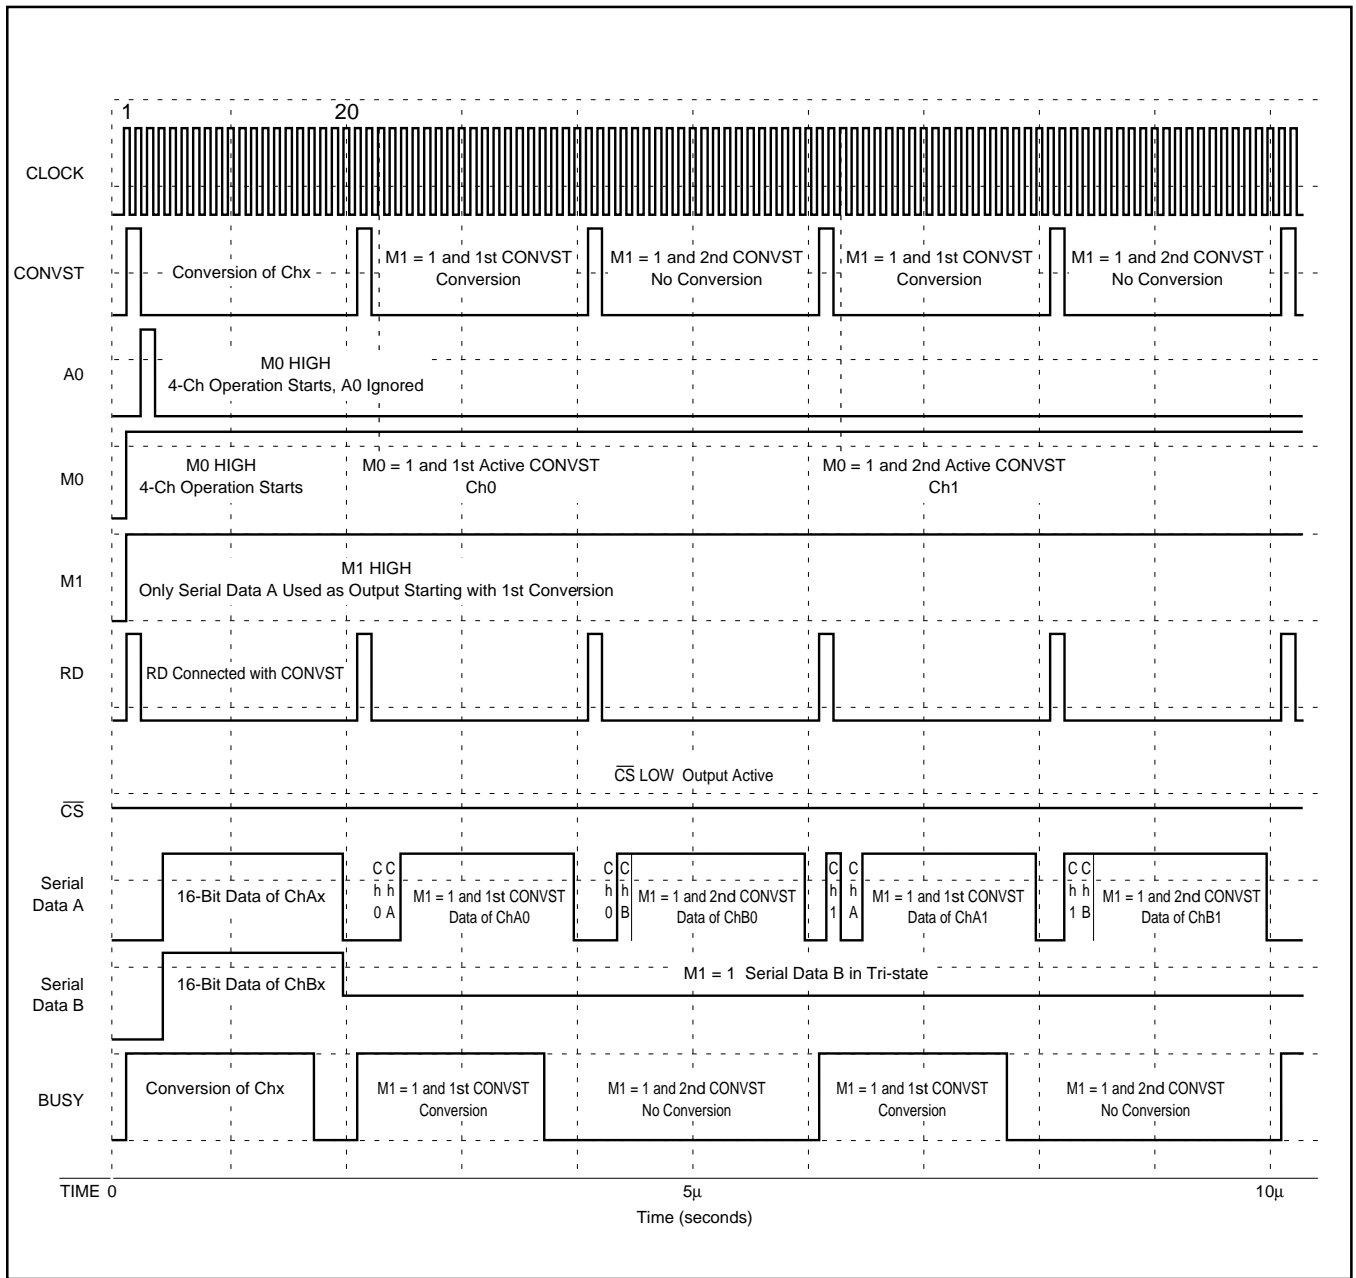 1 20
CLOCK
CONVST
Conversion of Chx
M1 = 1 and 1st CONVST
Conversion
M1 = 1 and 2nd CONVST
No Conversion
M1 = 1 and 1st CONVST
Conversion
M1 = 1 and 2nd CONVST
No Conversion
A0
M0 HIGH
4-Ch Operation Starts, A0 Ignored
M0
M0 HIGH
4-Ch Operation Starts
M0 = 1 and 1st Active CONVST
Ch0
M0 = 1 and 2nd Active CONVST
Ch1
M1
M1 HIGH
Only Serial Data A Used as Output Starting with 1st Conversion
RD
RD Connected with CONVST
CS LOW Output Active
CS
Serial
Data A
16-Bit Data of ChAx
Ch0
ChA
M1 = 1 and 1st CONVST
Data of ChA0
Ch0
ChB
M1 = 1 and 2nd CONVST
Data of ChB0
Ch1
ChA
M1 = 1 and 1st CONVST
Data of ChA1
Ch1
ChB
M1 = 1 and 2nd CONVST
Data of ChB1
Serial
Data B
16-Bit Data of ChBx
M1 = 1 Serial Data B in Tri-state
BUSY
Conversion of Chx
M1 = 1 and 1st CONVST
Conversion
M1 = 1 and 2nd CONVST
No Conversion
M1 = 1 and 1st CONVST
Conversion
M1 = 1 and 2nd CONVST
No Conversion
TIME 0 5μ 10μ
Time (seconds)